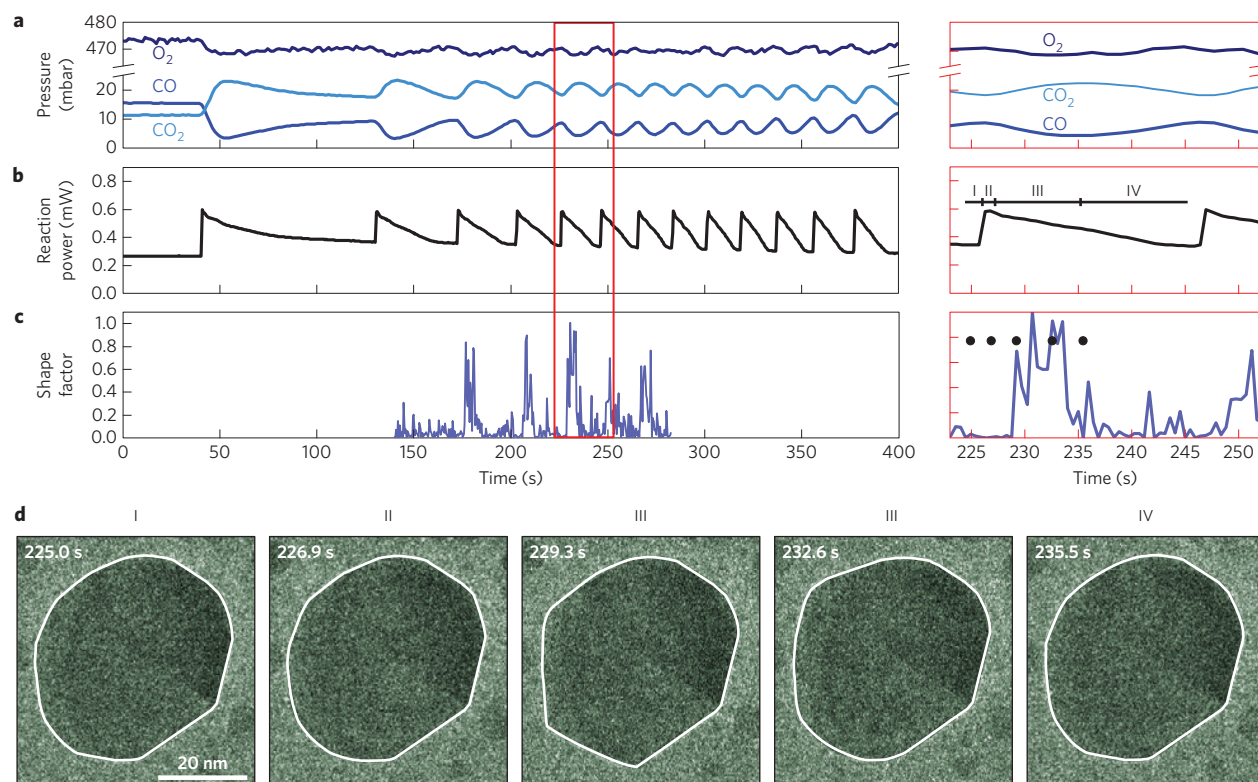 a
480
470
20
10
0
Pressure
(mbar)
O2
CO
CO2
O2
CO2
CO
b
0.8
0.6
0.4
0.2
0.0
Reaction
power (mW)
I II III IV
c
1.0
0.8
0.6
0.4
0.2
0.0
Shape
factor
0 50 100 150 200 250 300 350 400
Time (s)
225 230 235 240 245 250
Time (s)
d
I II III III IV
225.0 s 226.9 s 229.3 s 232.6 s 235.5 s
20 nm